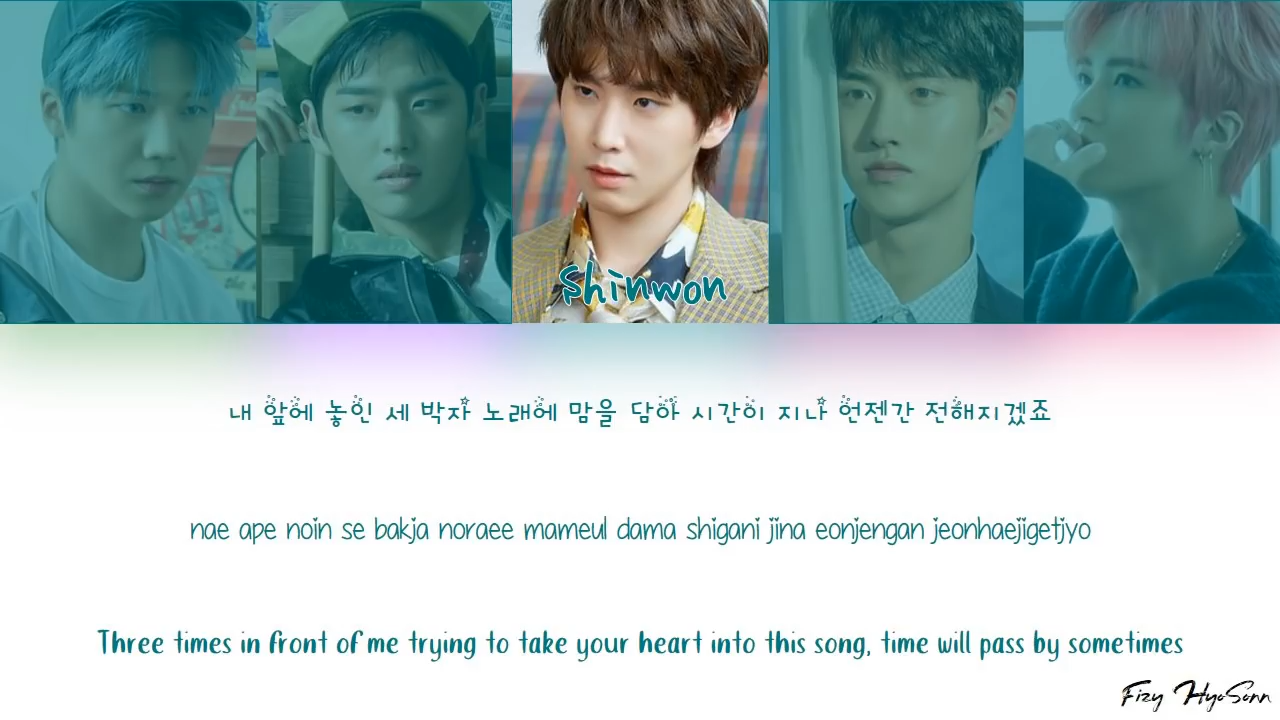 Shinwon
내 앞에 놓인 세 박자 노래에 맘을 담아 시간이 지나 언젠간 전해지겠죠
nae ape noin se bakja noraee mameul dama shigani jina eonjengan jeonhaejigetjyo
Three times in front of me trying to take your heart into this song, time will pass by sometimes
Fizy HyoSonn